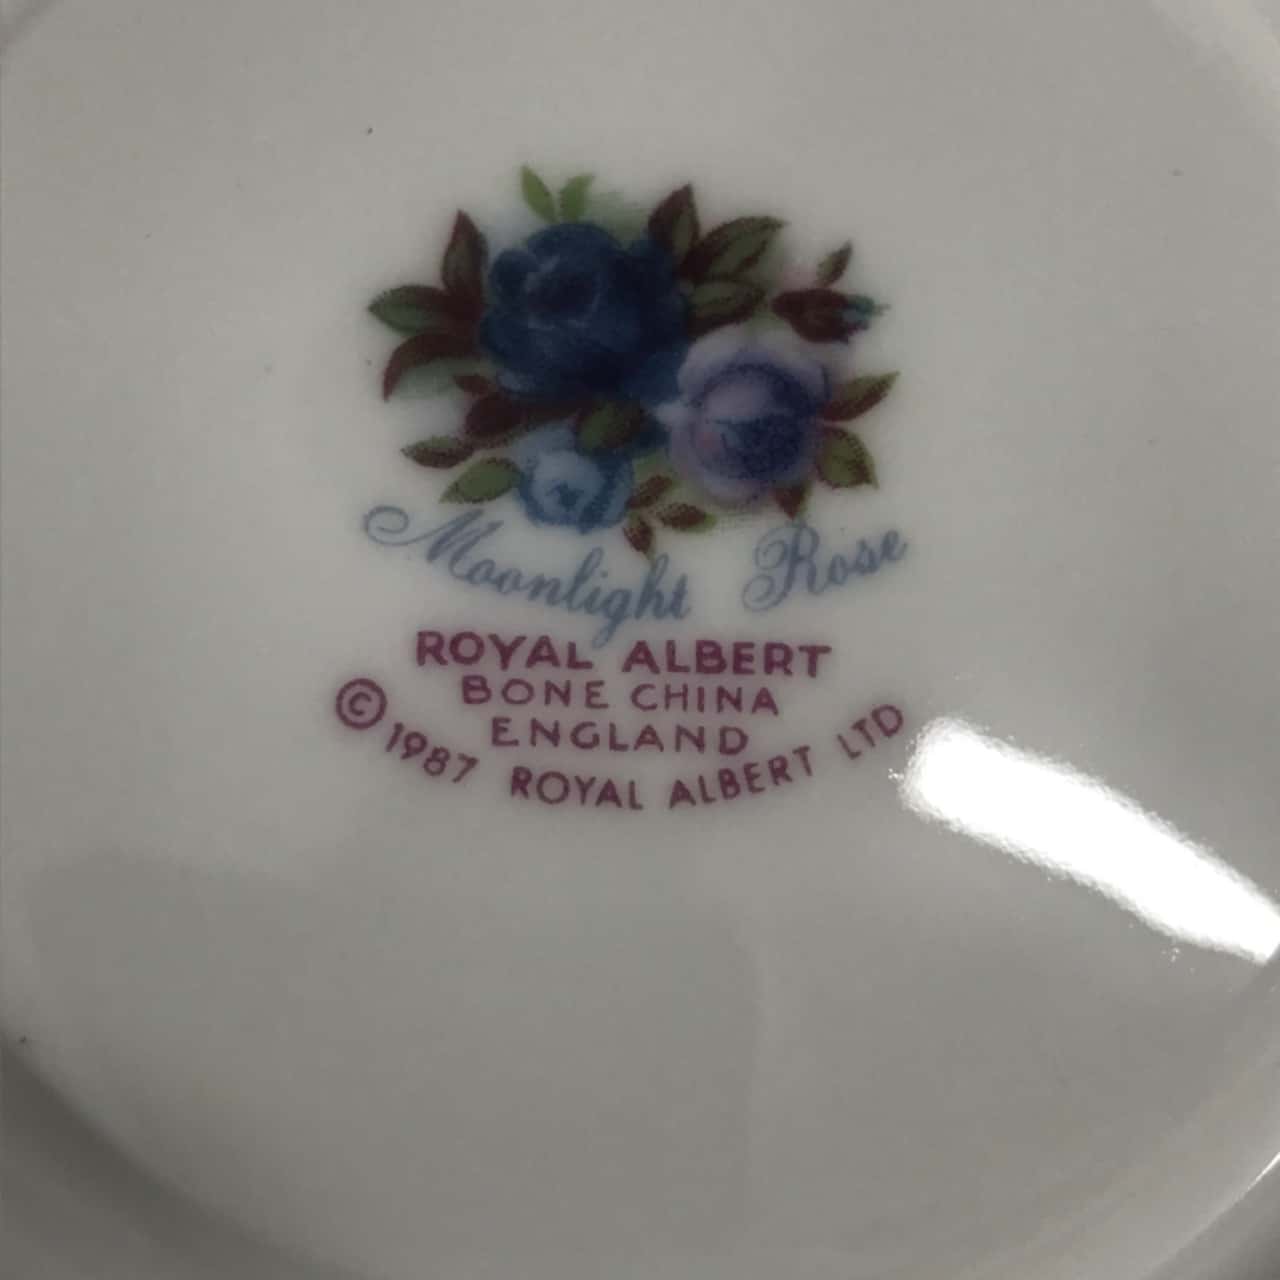 Moonlight Rose
ROYAL ALBERT
BONE CHINA
ENGLAND
© 1987 ROYAL ALBERT LTD